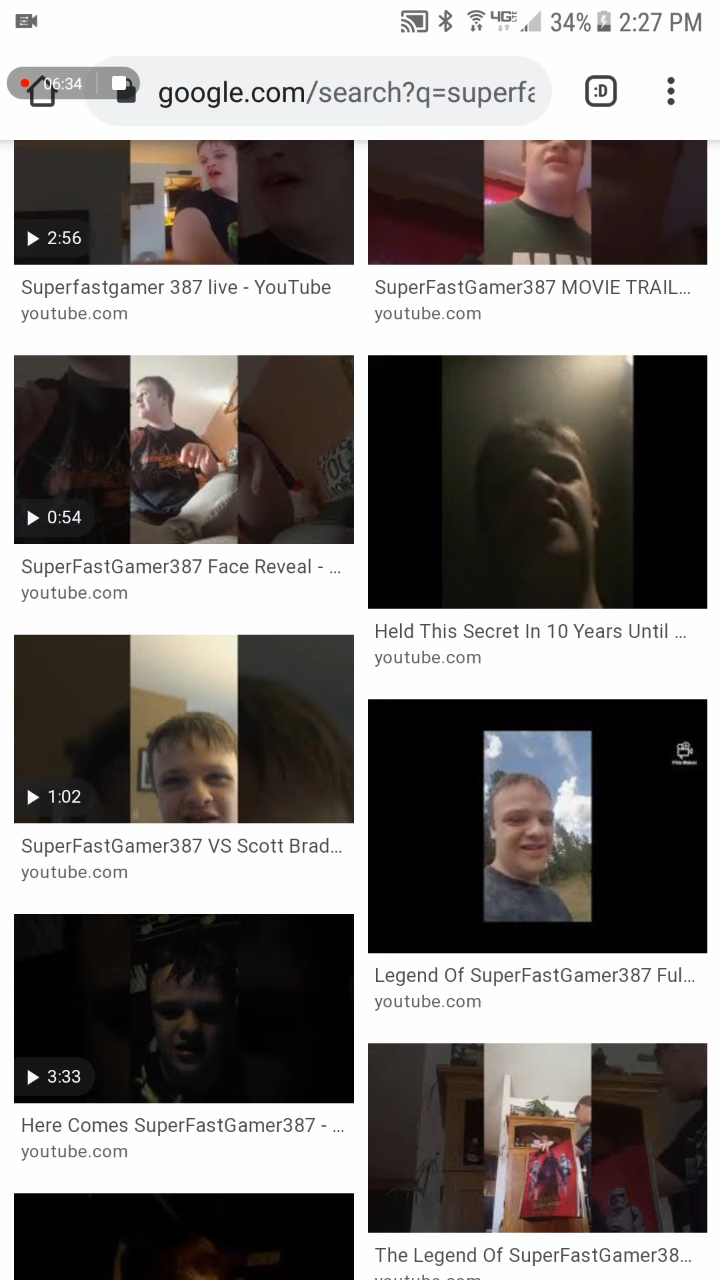 34% 2:27 PM
06:34
google.com/search?q=superfa
:D
2:56
Superfastgamer 387 live - YouTube
youtube.com
SuperFastGamer387 MOVIE TRAIL...
youtube.com
0:54
SuperFastGamer387 Face Reveal - ...
youtube.com
Held This Secret In 10 Years Until ...
youtube.com
1:02
SuperFastGamer387 VS Scott Brad...
youtube.com
Legend Of SuperFastGamer387 Ful...
youtube.com
3:33
Here Comes SuperFastGamer387 - ...
youtube.com
The Legend Of SuperFastGamer38...
youtube.com